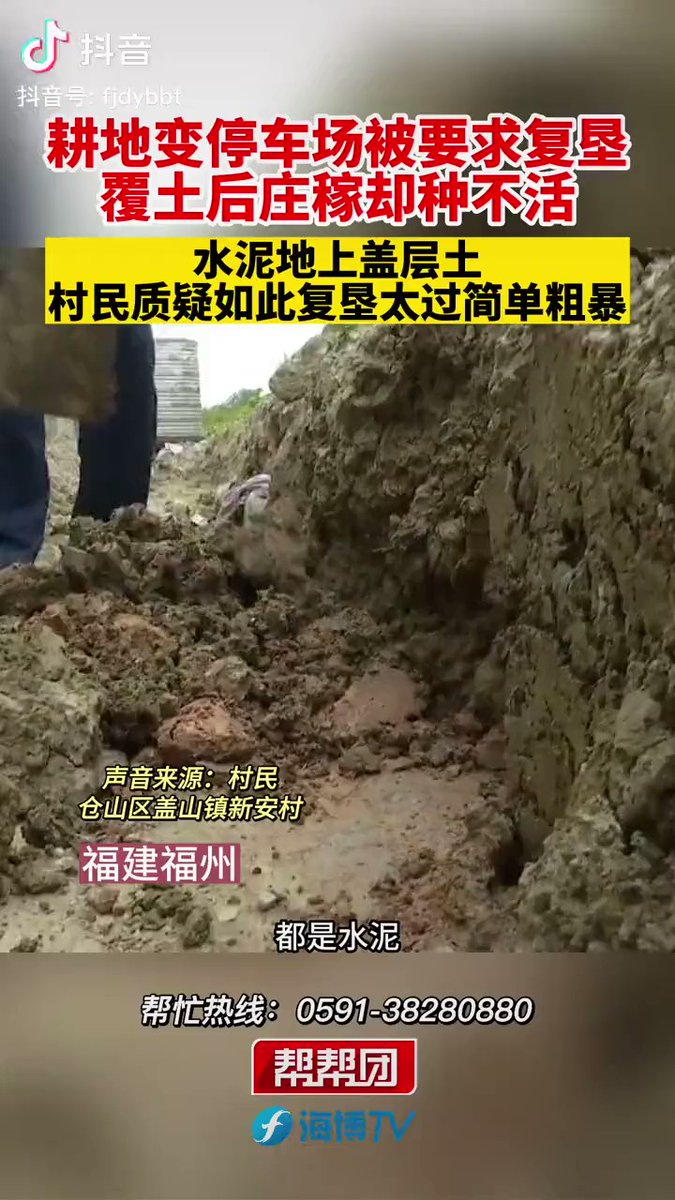 抖音
抖音号: fjdybbt
耕地变停车场被要求复垦
覆土后庄稼却种不活
水泥地上盖层土
村民质疑如此复垦太过简单粗暴
声音来源：村民
仓山区盖山镇新安村
福建福州
都是水泥
帮忙热线：0591-38280880
帮帮团
海博TV